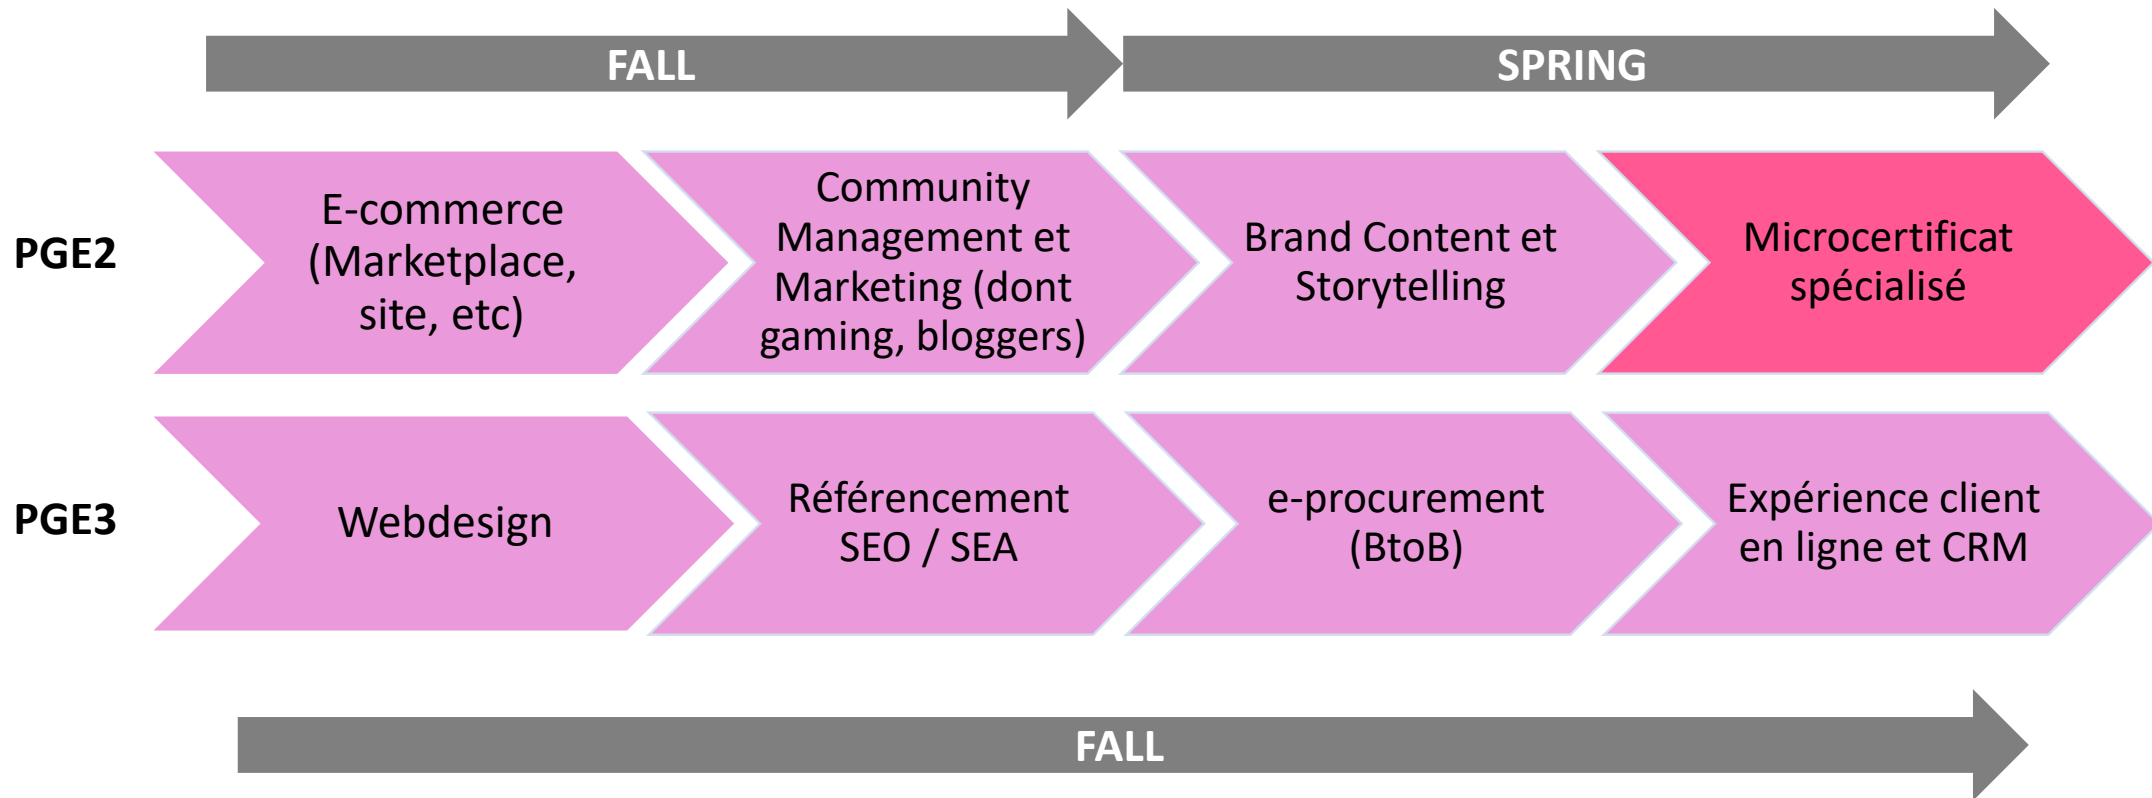 FALL
SPRING
PGE2
E-commerce
(Marketplace,
site, etc)
Community
Management et
Marketing (dont
gaming, bloggers)
Brand Content et
Storytelling
Microcertificat
spécialisé
PGE3
Webdesign
Référencement
SEO / SEA
e-procurement
(BtoB)
Expérience client
en ligne et CRM
FALL